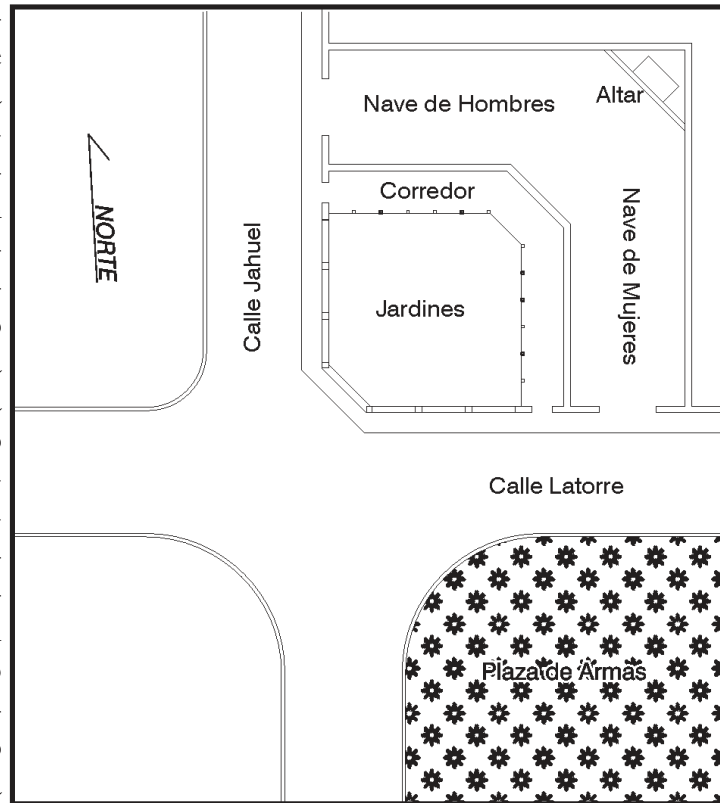 Nave de Hombres
Altar
Corredor
NORTE
Calle Jahuel
Nave de Mujeres
Jardines
Calle Latorre
Plaza de Armas